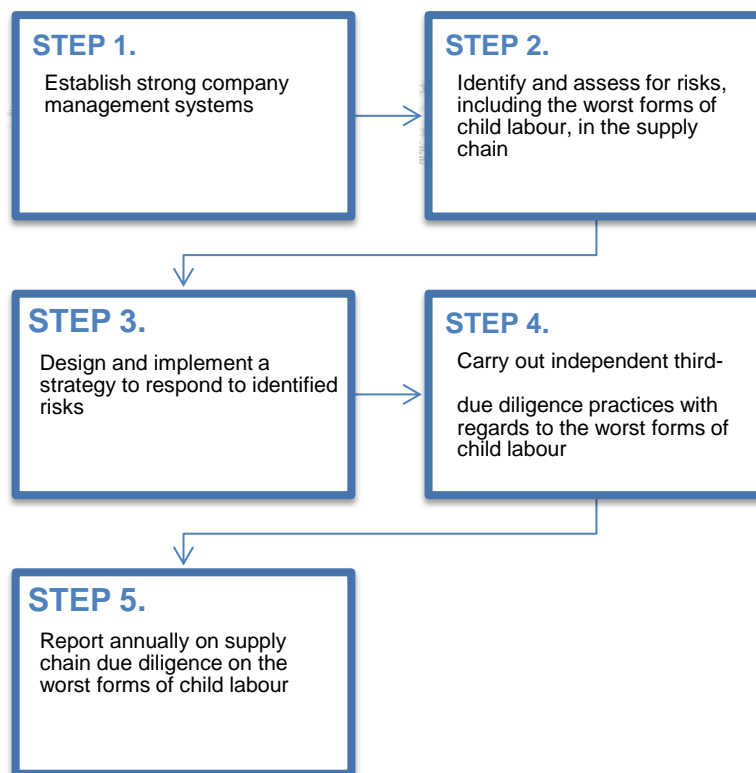 STEP 1.
Establish strong company
management systems
STEP 2.
Identify and assess for risks,
including the worst forms of
child labour, in the supply
chain
STEP 3.
Design and implement a
strategy to respond to identified
risks
STEP 4.
Carry out independent third-
due diligence practices with
regards to the worst forms of
child labour
STEP 5.
Report annually on supply
chain due diligence on the
worst forms of child labour